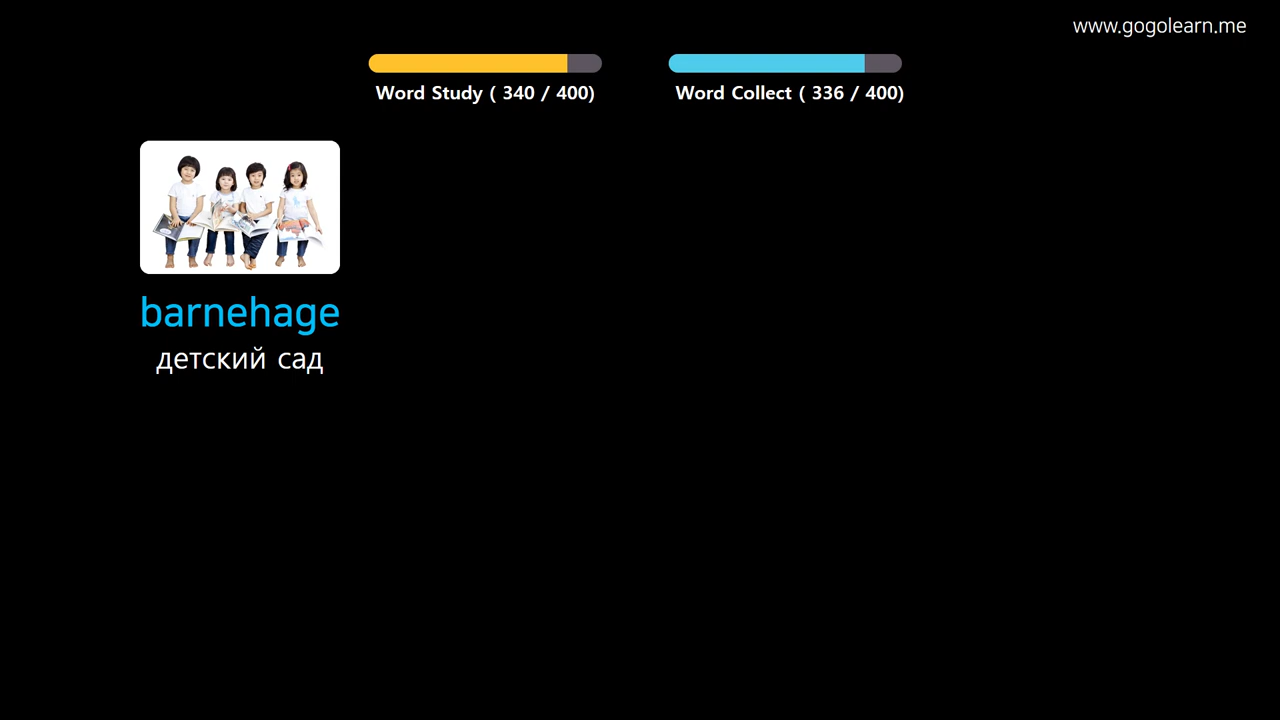 www.gogolearn.me
Word Study ( 340 / 400)
Word Collect ( 336 / 400)
barnehage
детский сад